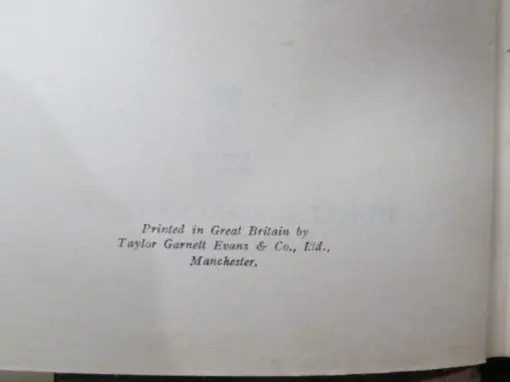 Printed in Great Britain by
Taylor Garnett Evans & Co., Ltd.,
Manchester.